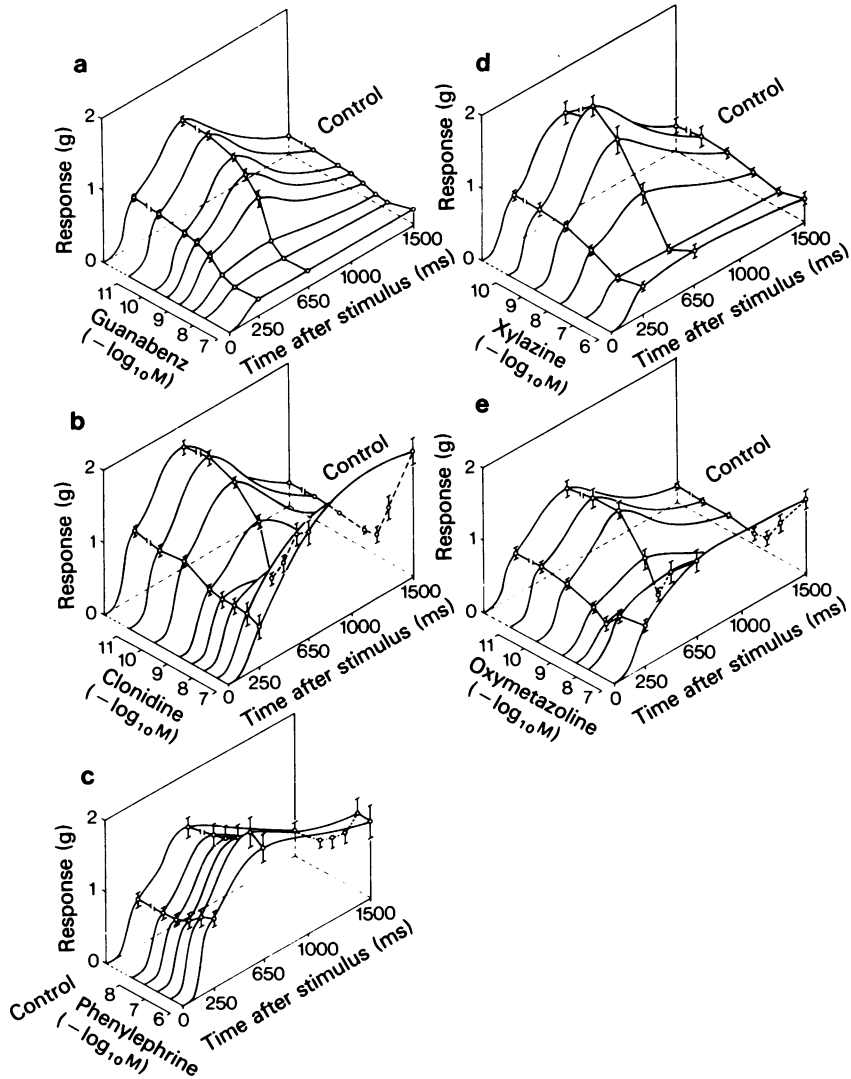 a
Control
Response (g)
2
1
0
11
10
9
8
7
Guanabenz
(−log₁₀M)
0
250
650
1000
1500
Time after stimulus (ms)
d
Control
Response (g)
2
1
0
10
9
8
7
6
Xylazine
(−log₁₀M)
0
250
650
1000
1500
Time after stimulus (ms)
b
Control
Response (g)
2
1
0
11
10
9
8
7
Clonidine
(−log₁₀M)
0
250
650
1000
1500
Time after stimulus (ms)
e
Control
Response (g)
2
1
0
11
10
9
8
7
Oxymetazoline
(−log₁₀M)
0
250
650
1000
1500
Time after stimulus (ms)
c
Response (g)
2
1
0
Control
8
7
6
Phenylephrine
(−log₁₀M)
0
250
650
1000
1500
Time after stimulus (ms)